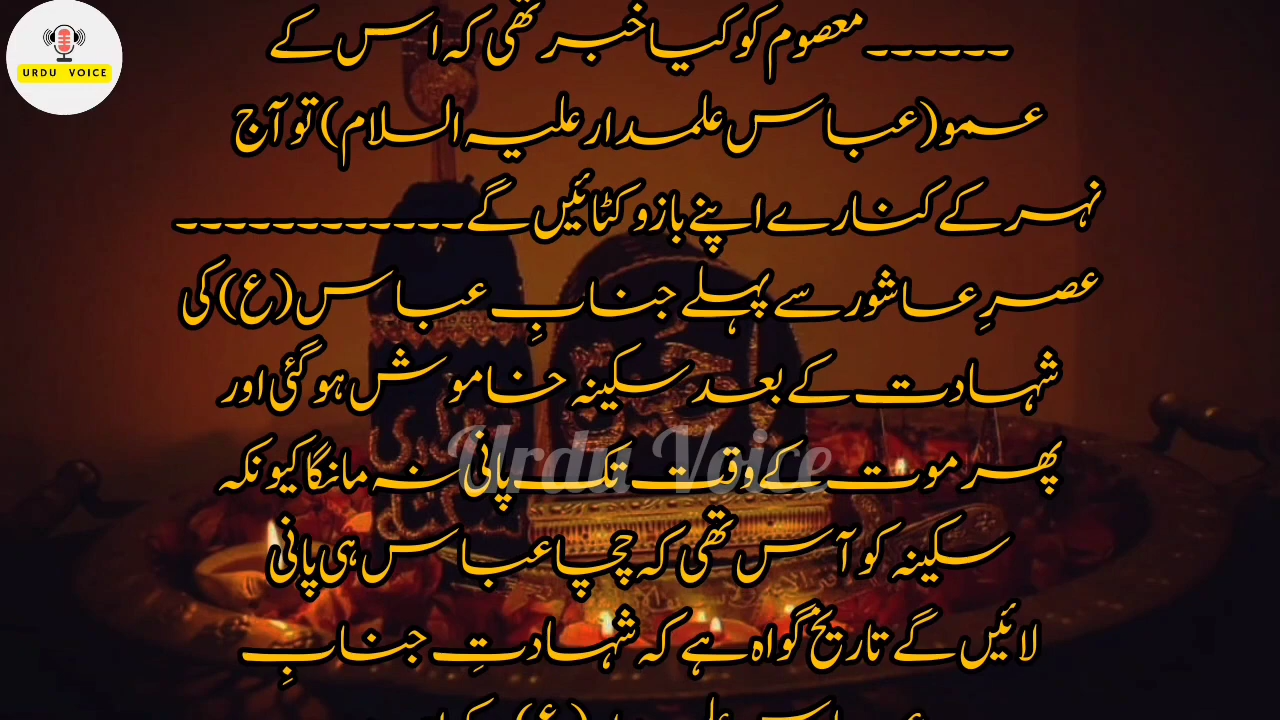 URDU VOICE
۔۔۔۔۔۔معصوم کو کیا خبر تھی کہ اس کے
عمو(عباس علمدار علیہ السلام) تو آج
نہر کے کنارے اپنے بازو کٹائیں گے۔۔۔۔۔۔۔۔۔۔۔۔
عصرِ عاشور سے پہلے جنابِ عباس(ع) کی
شہادت کے بعد سکینہ خاموش ہو گئی اور
پھر موت کے وقت تک پانی نہ مانگا کیونکہ
Urdu Voice
سکینہ کو آس تھی کہ چچا عباس ہی پانی
لائیں گے تاریخ گواہ ہے کہ شہادتِ جنابِ